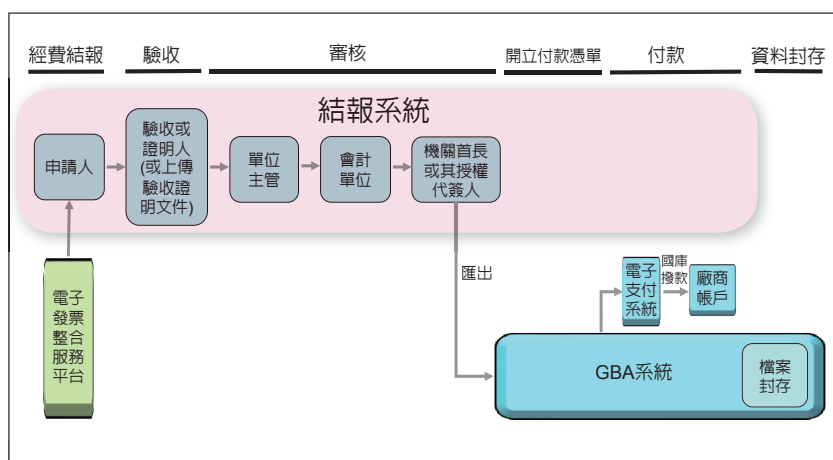 經費結報
驗收
審核
開立付款憑單
付款
資料封存
結報系統
申請人
驗收或
證明人
(或上傳
驗收證
明文件)
單位
主管
會計
單位
機關首長
或其授權
代簽人
匯出
電子
發票
整合
服務
平台
電子
支付
系統
國庫
撥款
廠商
帳戶
GBA系統
檔案
封存